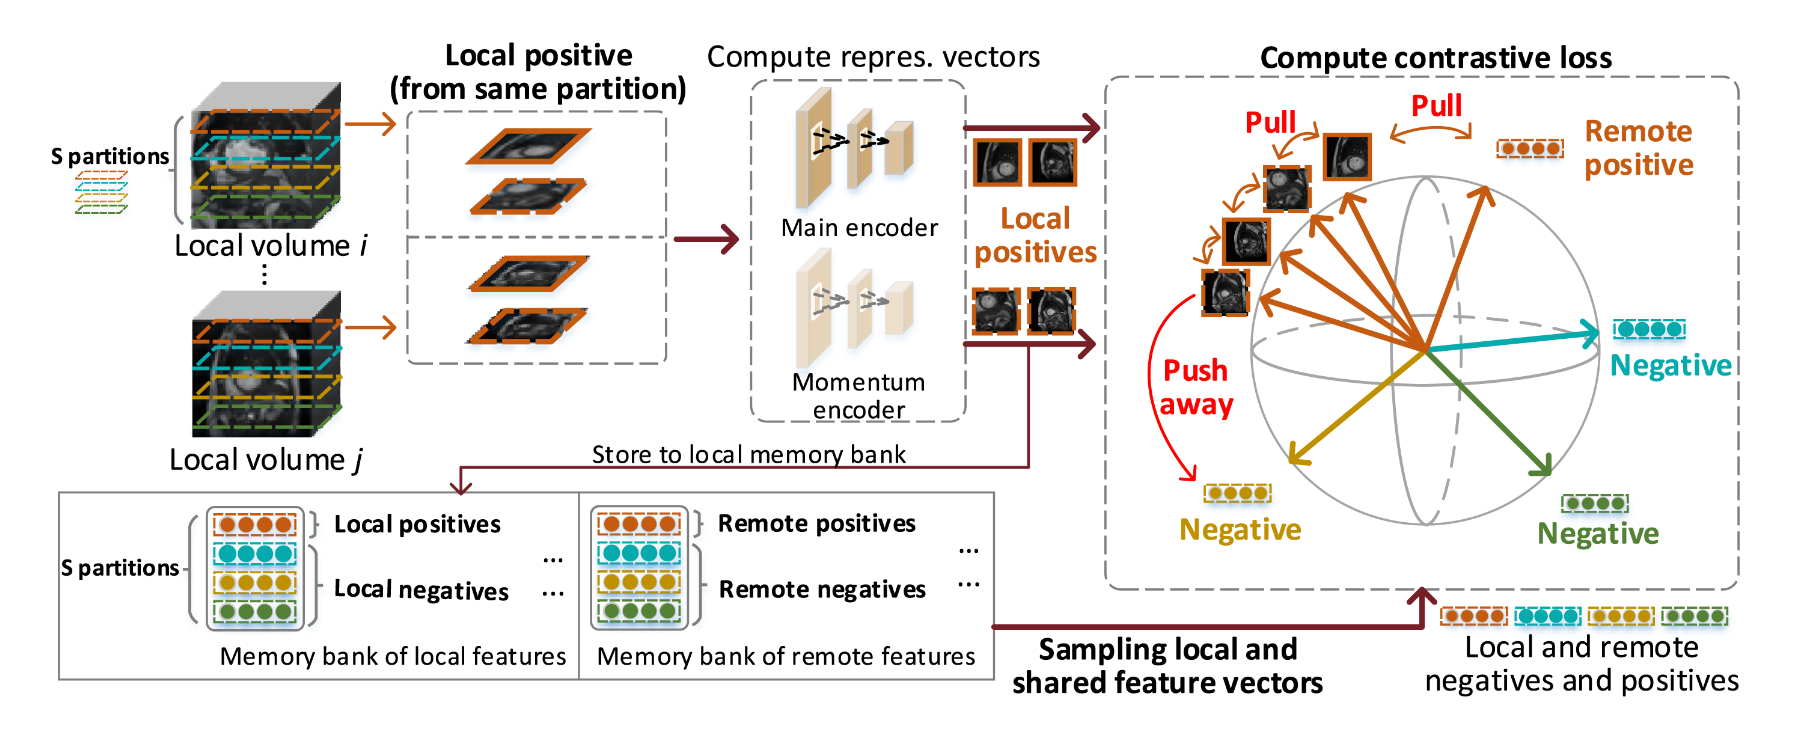 Local positive
(from same partition)
Compute repres. vectors
Compute contrastive loss
S partitions
Local volume i
⋮
Local volume j
Main encoder
Momentum
encoder
Local
positives
Pull
Pull
Remote
positive
Push
away
Negative
Negative
Negative
Store to local memory bank
S partitions
Local positives
...
Local negatives
...
Memory bank of local features
Remote positives
...
Remote negatives
...
Memory bank of remote features
Sampling local and
shared feature vectors
Local and remote
negatives and positives